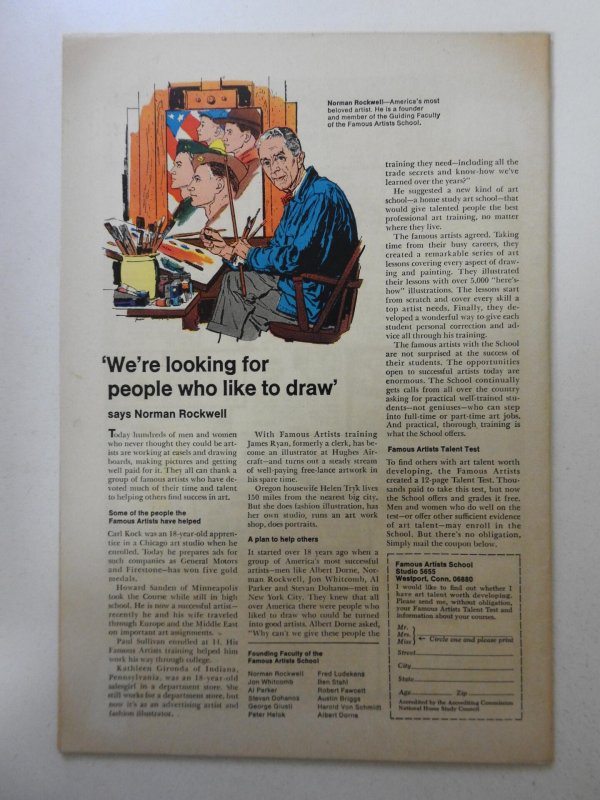 Norman Rockwell—America's most
beloved artist. He is a founder
and member of the Guiding Faculty
of the Famous Artists School.
'We're looking for
people who like to draw'
says Norman Rockwell
Today hundreds of men and women
who never thought they could be art-
ists are working at easels and drawing
boards, making pictures and getting
well paid for it. They all can thank a
group of famous artists who have de-
voted much of their time and talent
to helping others find success in art.
Some of the people the
Famous Artists have helped
Carl Kock was an 18-year-old appren-
tice in a Chicago art studio when he
enrolled. Today he prepares ads for
such companies as General Motors
and Firestone—has won five gold
medals.
Howard Sanden of Minneapolis
took the Course while still in high
school. He is now a successful artist—
recently he and his wife traveled
through Europe and the Middle East
on important art assignments.
Paul Sullivan enrolled at 14. His
Famous Artists training helped him
work his way through college.
Kathleen Gironda of Indiana,
Pennsylvania, was an 18-year-old
salesgirl in a department store. She
still works for a department store, but
now it's as an advertising artist and
fashion illustrator.
With Famous Artists training
James Ryan, formerly a clerk, has be-
come an illustrator at Hughes Air-
craft—and turns out a steady stream
of well-paying free-lance artwork in
his spare time.
Oregon housewife Helen Tryk lives
150 miles from the nearest big city.
But she does fashion illustration, has
her own studio, runs an art work
shop, does portraits.
A plan to help others
It started over 18 years ago when a
group of America's most successful
artists—men like Albert Dorne, Nor-
man Rockwell, Jon Whitcomb, Al
Parker and Stevan Dohanos—met in
New York City. They knew that all
over America there were people who
liked to draw who could be turned
into good artists. Albert Dorne asked,
"Why can't we give these people the
Founding Faculty of the
Famous Artists School
Norman Rockwell
Jon Whitcomb
Al Parker
Stevan Dohanos
George Giusti
Peter Helck
Fred Ludekens
Ben Stahl
Robert Fawcett
Austin Briggs
Harold Von Schmidt
Albert Dorne
training they need—including all the
trade secrets and know-how we've
learned over the years?"
He suggested a new kind of art
school—a home study art school—that
would give talented people the best
professional art training, no matter
where they live.
The famous artists agreed. Taking
time from their busy careers, they
created a remarkable series of art
lessons covering every aspect of draw-
ing and painting. They illustrated
their lessons with over 5,000 "here's-
how" illustrations. The lessons start
from scratch and cover every skill a
top artist needs. Finally, they de-
veloped a wonderful way to give each
student personal correction and ad-
vice all through his training.
The famous artists with the School
are not surprised at the success of
their students. The opportunities
open to successful artists today are
enormous. The School continually
gets calls from all over the country
asking for practical well-trained stu-
dents—not geniuses—who can step
into full-time or part-time art jobs.
And practical, thorough training is
what the School offers.
Famous Artists Talent Test
To find others with art talent worth
developing, the Famous Artists
created a 12-page Talent Test. Thou-
sands paid to take this test, but now
the School offers and grades it free.
Men and women who do well on the
test—or offer other sufficient evidence
of art talent—may enroll in the
School. But there's no obligation,
Simply mail the coupon below.
Famous Artists School
Studio 5655
Westport, Conn. 06880
I would like to find out whether I
have art talent worth developing.
Please send me, without obligation,
your Famous Artists Talent Test and
information about your courses.
Mr.
Mrs.
Miss ← Circle one and please print
Street
City
State
Age Zip
Accredited by the Accrediting Commission
National Home Study Council